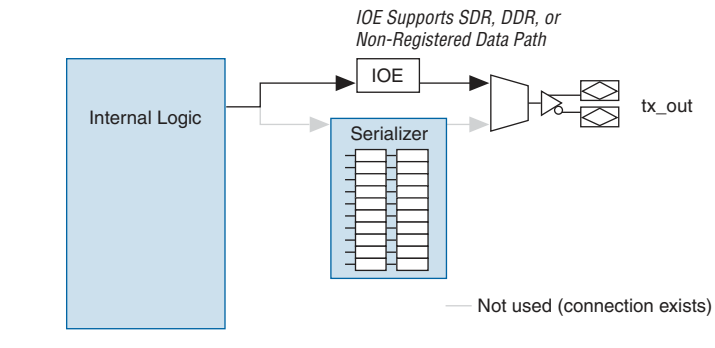 IOE Supports SDR, DDR, or
Non-Registered Data Path
IOE
Internal Logic
tx_out
Serializer
Not used (connection exists)